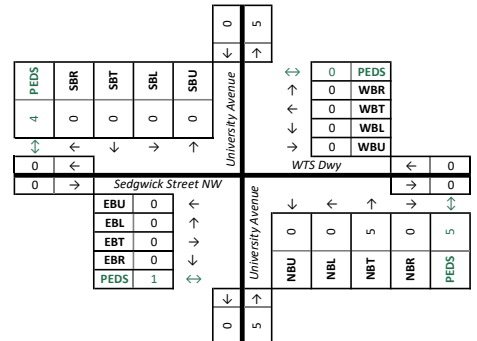 0 5
↓ ↑
PEDS SBR SBT SBL SBU
4 0 0 0 0
↕ ← ↓ → ↑
University Avenue
↔ 0 PEDS
↑ 0 WBR
← 0 WBT
↓ 0 WBL
→ 0 WBU
0 ←
0 →
WTS Dwy
← 0
→ 0
Sedgwick Street NW
EBU 0 ←
EBL 0 ↑
EBT 0 →
EBR 0 ↓
PEDS 1 ↔
University Avenue
↓ ← ↑ → ↕
0 0 5 0 5
NBU NBL NBT NBR PEDS
↓ ↑
0 5